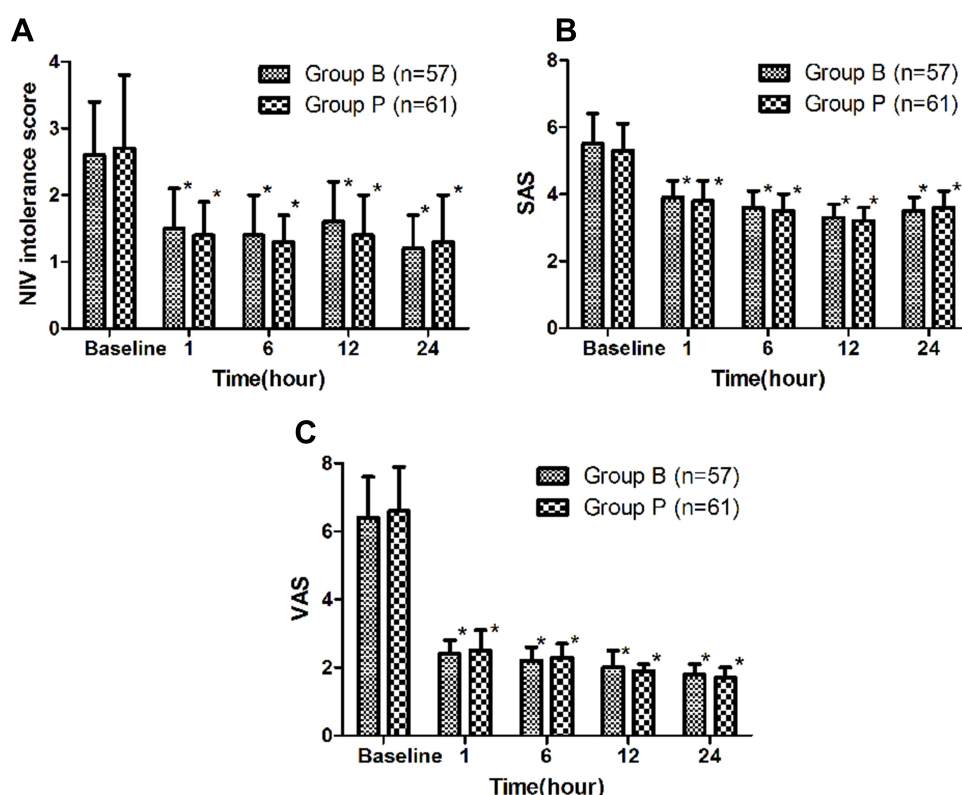 A
NIV intolerance score
4
3
2
1
0
Group B (n=57)
Group P (n=61)
* * * * * * * *
Baseline 1 6 12 24
Time(hour)
B
SAS
8
6
4
2
0
Group B (n=57)
Group P (n=61)
* * * * * * * *
Baseline 1 6 12 24
Time(hour)
C
VAS
8
6
4
2
0
Group B (n=57)
Group P (n=61)
* * * * * * * *
Baseline 1 6 12 24
Time(hour)